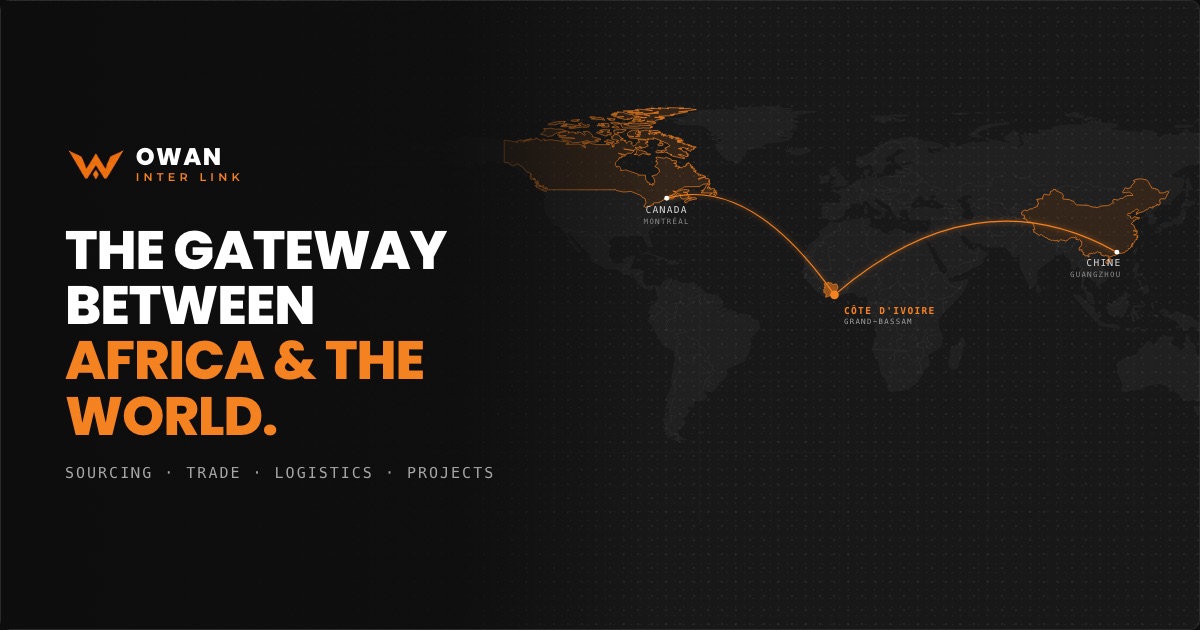 OWAN
INTER LINK
THE GATEWAY
BETWEEN
AFRICA & THE
WORLD.
SOURCING · TRADE · LOGISTICS · PROJECTS
CANADA
MONTRÉAL
CÔTE D'IVOIRE
GRAND-BASSAM
CHINE
GUANGZHOU